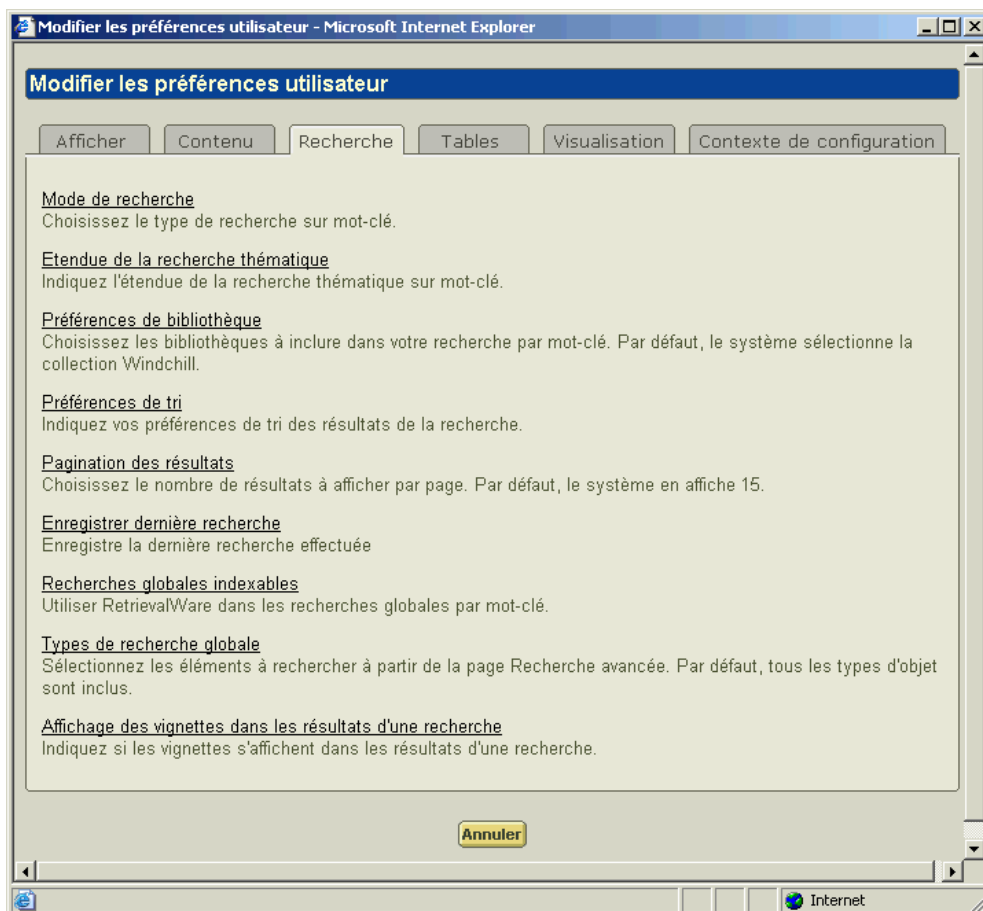 Modifier les préférences utilisateur - Microsoft Internet Explorer
Modifier les préférences utilisateur
Afficher Contenu Recherche Tables Visualisation Contexte de configuration
Mode de recherche
Choisissez le type de recherche sur mot-clé.
Etendue de la recherche thématique
Indiquez l'étendue de la recherche thématique sur mot-clé.
Préférences de bibliothèque
Choisissez les bibliothèques à inclure dans votre recherche par mot-clé. Par défaut, le système sélectionne la
collection Windchill.
Préférences de tri
Indiquez vos préférences de tri des résultats de la recherche.
Pagination des résultats
Choisissez le nombre de résultats à afficher par page. Par défaut, le système en affiche 15.
Enregistrer dernière recherche
Enregistre la dernière recherche effectuée
Recherches globales indexables
Utiliser RetrievalWare dans les recherches globales par mot-clé.
Types de recherche globale
Sélectionnez les éléments à rechercher à partir de la page Recherche avancée. Par défaut, tous les types d'objet
sont inclus.
Affichage des vignettes dans les résultats d'une recherche
Indiquez si les vignettes s'affichent dans les résultats d'une recherche.
Annuler
Internet